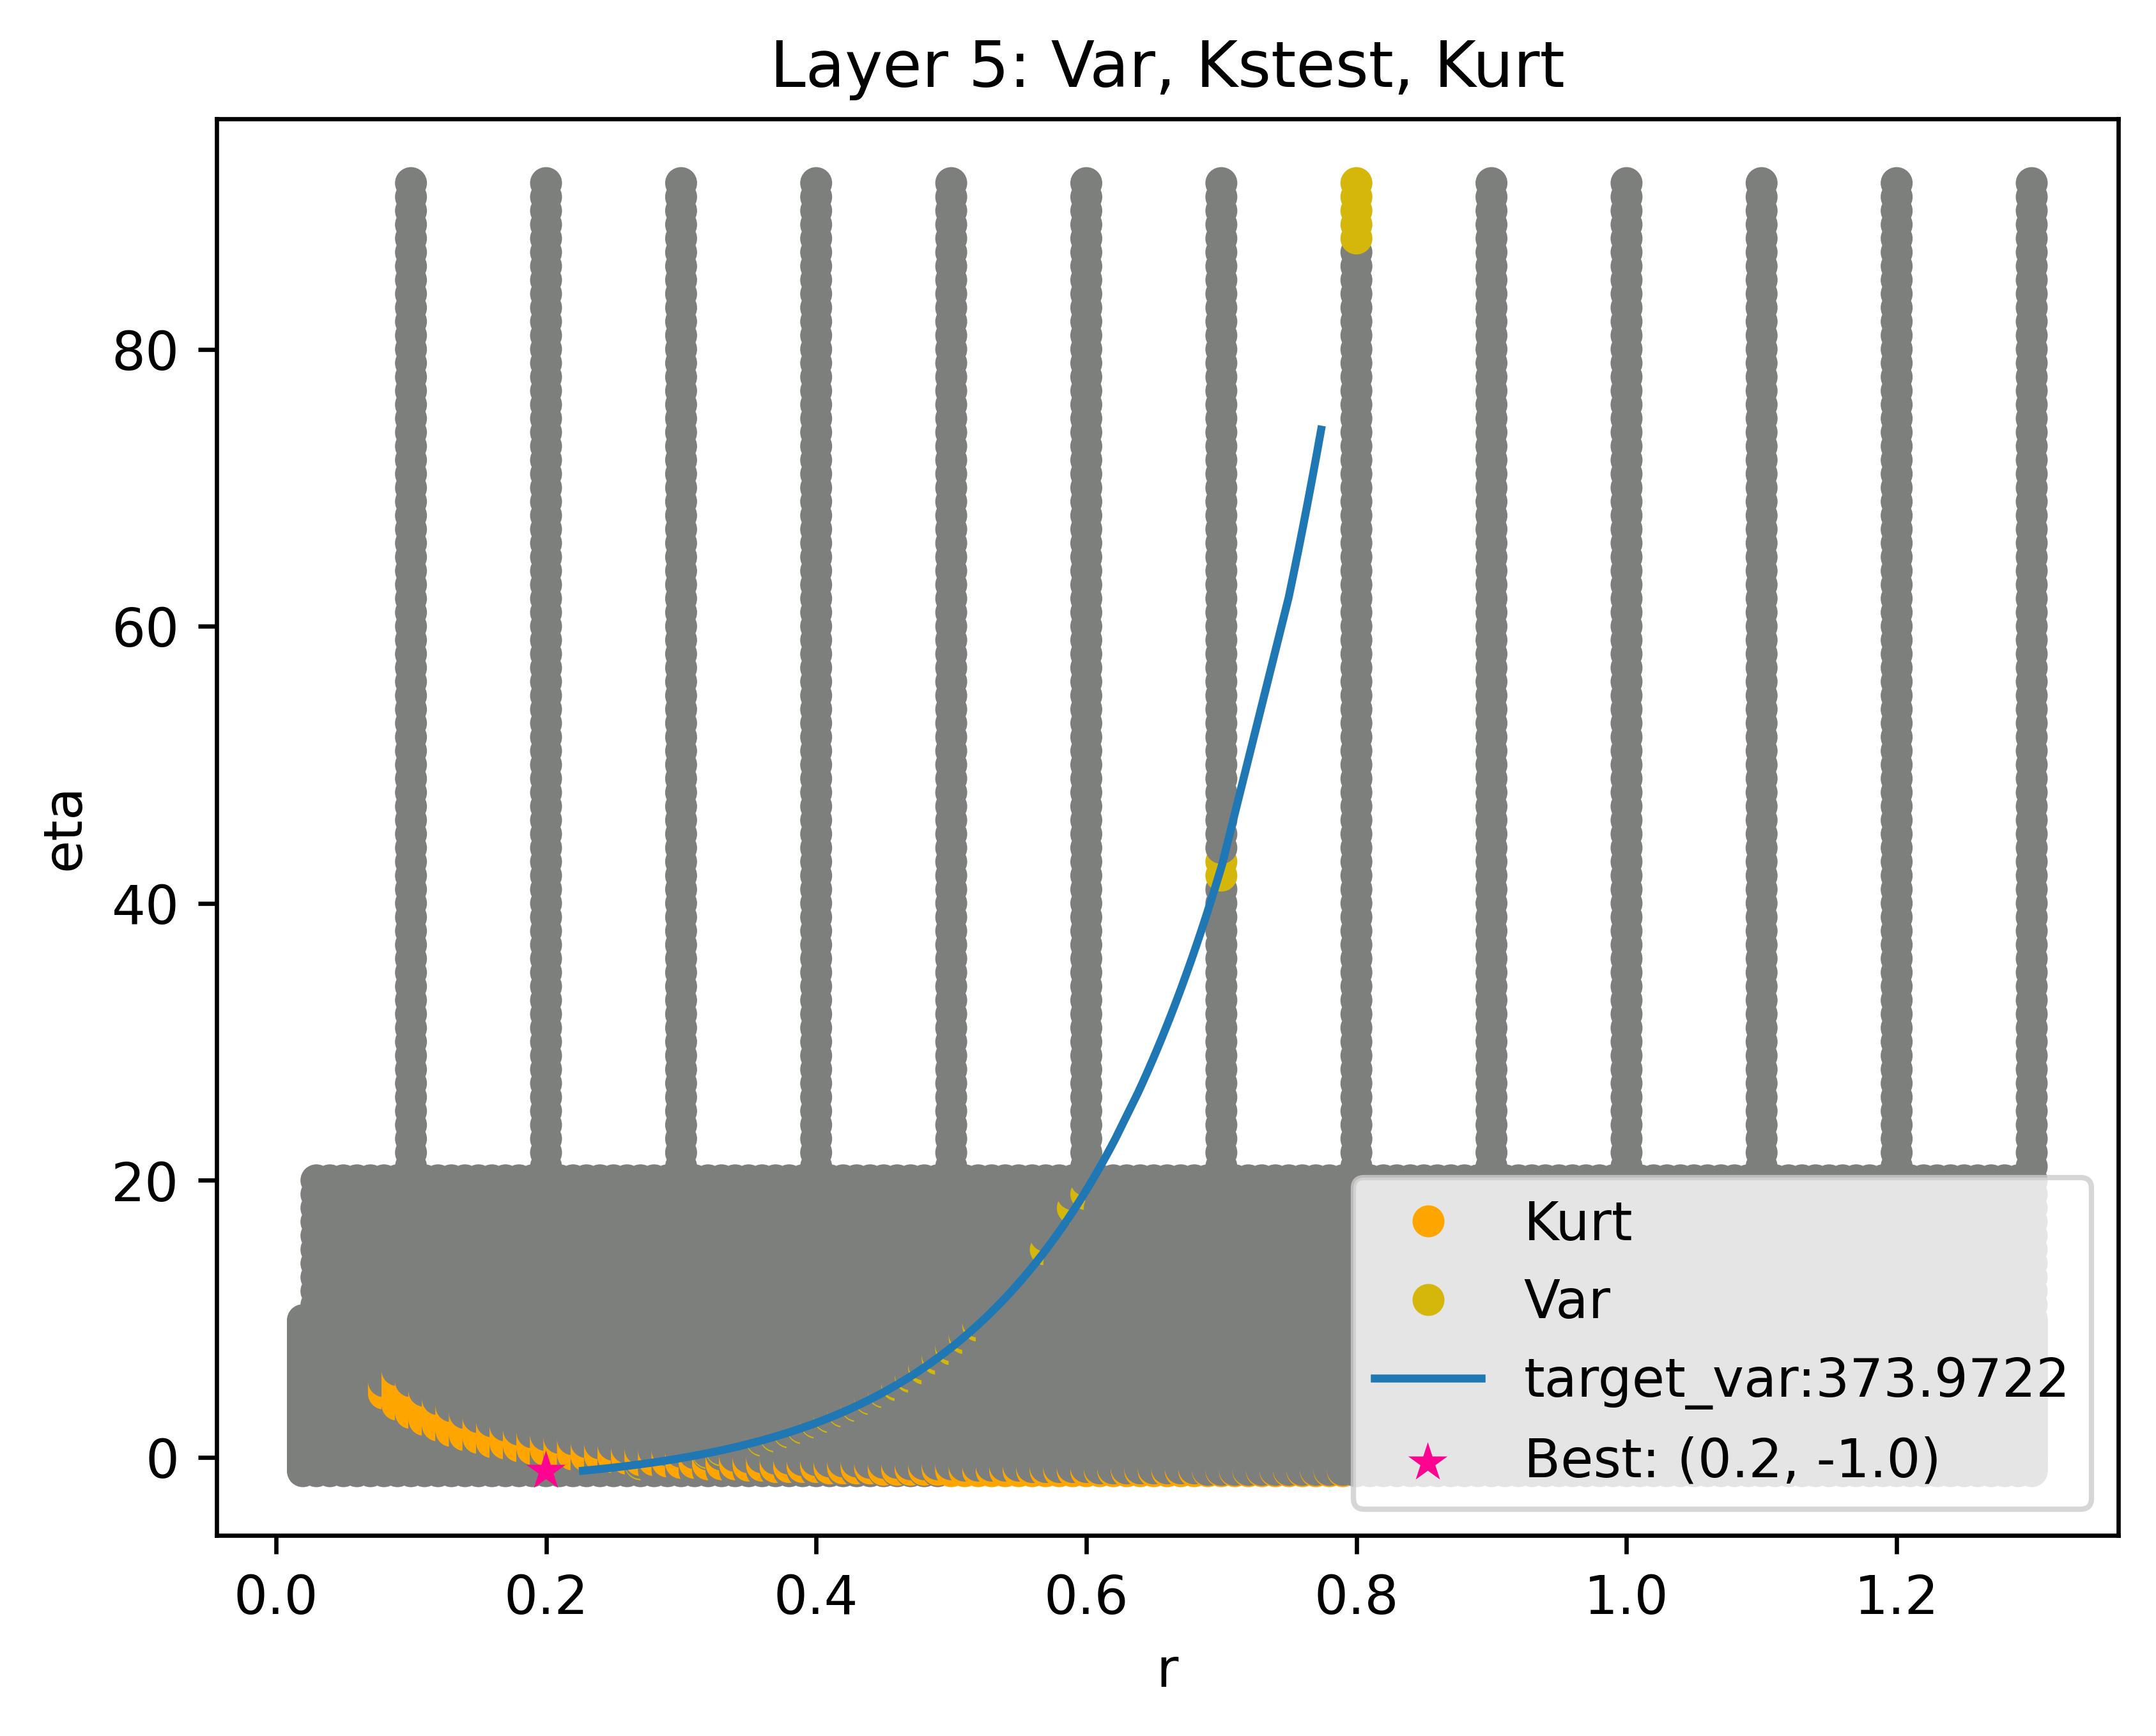 Layer 5: Var, Kstest, Kurt
eta
80
60
40
20
0
Kurt
Var
target_var:373.9722
Best: (0.2, -1.0)
0.0 0.2 0.4 0.6 0.8 1.0 1.2
r